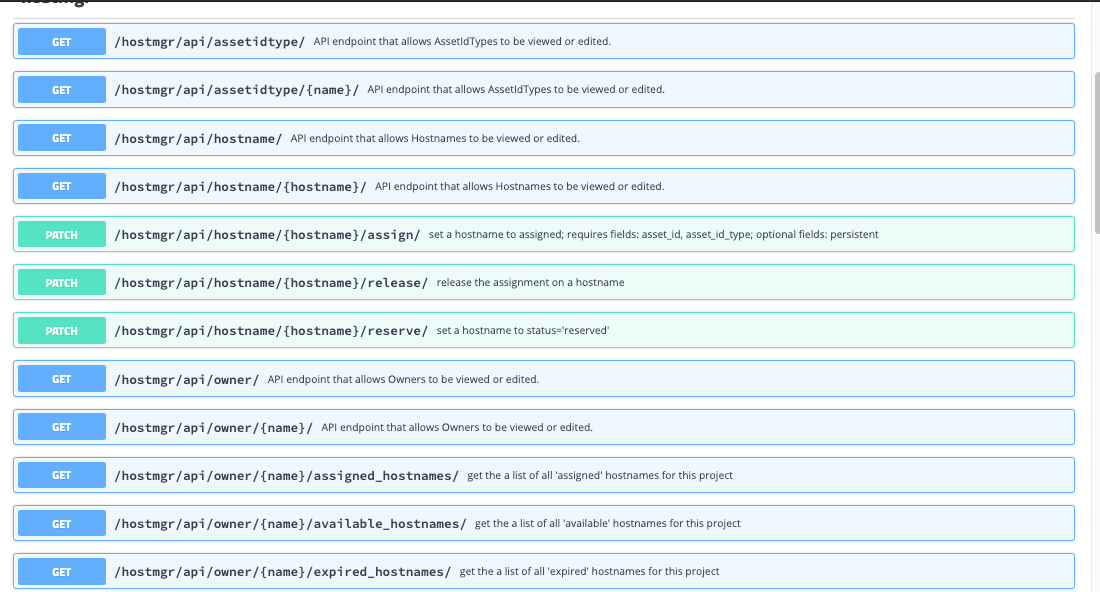 GET /hostmgr/api/assetidtype/ API endpoint that allows AssetIdTypes to be viewed or edited.
GET /hostmgr/api/assetidtype/{name}/ API endpoint that allows AssetIdTypes to be viewed or edited.
GET /hostmgr/api/hostname/ API endpoint that allows Hostnames to be viewed or edited.
GET /hostmgr/api/hostname/{hostname}/ API endpoint that allows Hostnames to be viewed or edited.
PATCH /hostmgr/api/hostname/{hostname}/assign/ set a hostname to assigned; requires fields: asset_id, asset_id_type; optional fields: persistent
PATCH /hostmgr/api/hostname/{hostname}/release/ release the assignment on a hostname
PATCH /hostmgr/api/hostname/{hostname}/reserve/ set a hostname to status='reserved'
GET /hostmgr/api/owner/ API endpoint that allows Owners to be viewed or edited.
GET /hostmgr/api/owner/{name}/ API endpoint that allows Owners to be viewed or edited.
GET /hostmgr/api/owner/{name}/assigned_hostnames/ get the a list of all 'assigned' hostnames for this project
GET /hostmgr/api/owner/{name}/available_hostnames/ get the a list of all 'available' hostnames for this project
GET /hostmgr/api/owner/{name}/expired_hostnames/ get the a list of all 'expired' hostnames for this project